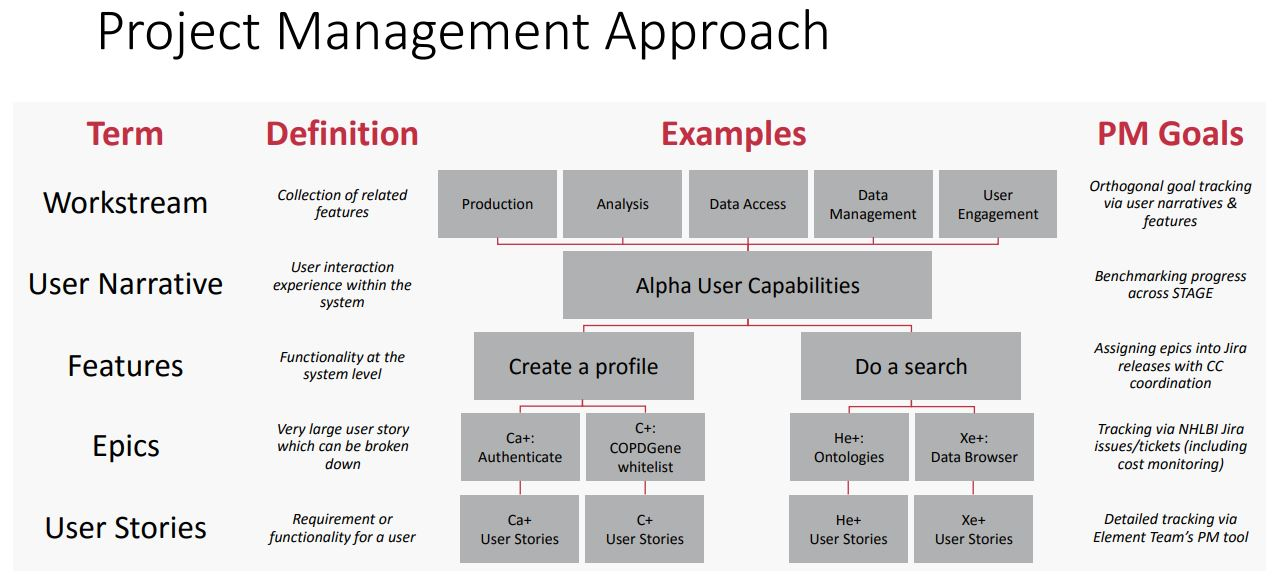 Project Management Approach
Term
Definition
Examples
PM Goals
Workstream
Collection of related
features
Production
Analysis
Data Access
Data
Management
User
Engagement
Orthogonal goal tracking
via user narratives &
features
User Narrative
User interaction
experience within the
system
Alpha User Capabilities
Benchmarking progress
across STAGE
Features
Functionality at the
system level
Create a profile
Do a search
Assigning epics into Jira
releases with CC
coordination
Epics
Very large user story
which can be broken
down
Ca+:
Authenticate
C+:
COPDGene
whitelist
He+:
Ontologies
Xe+:
Data Browser
Tracking via NHLBI Jira
issues/tickets (including
cost monitoring)
User Stories
Requirement or
functionality for a user
Ca+
User Stories
C+
User Stories
He+
User Stories
Xe+
User Stories
Detailed tracking via
Element Team's PM tool